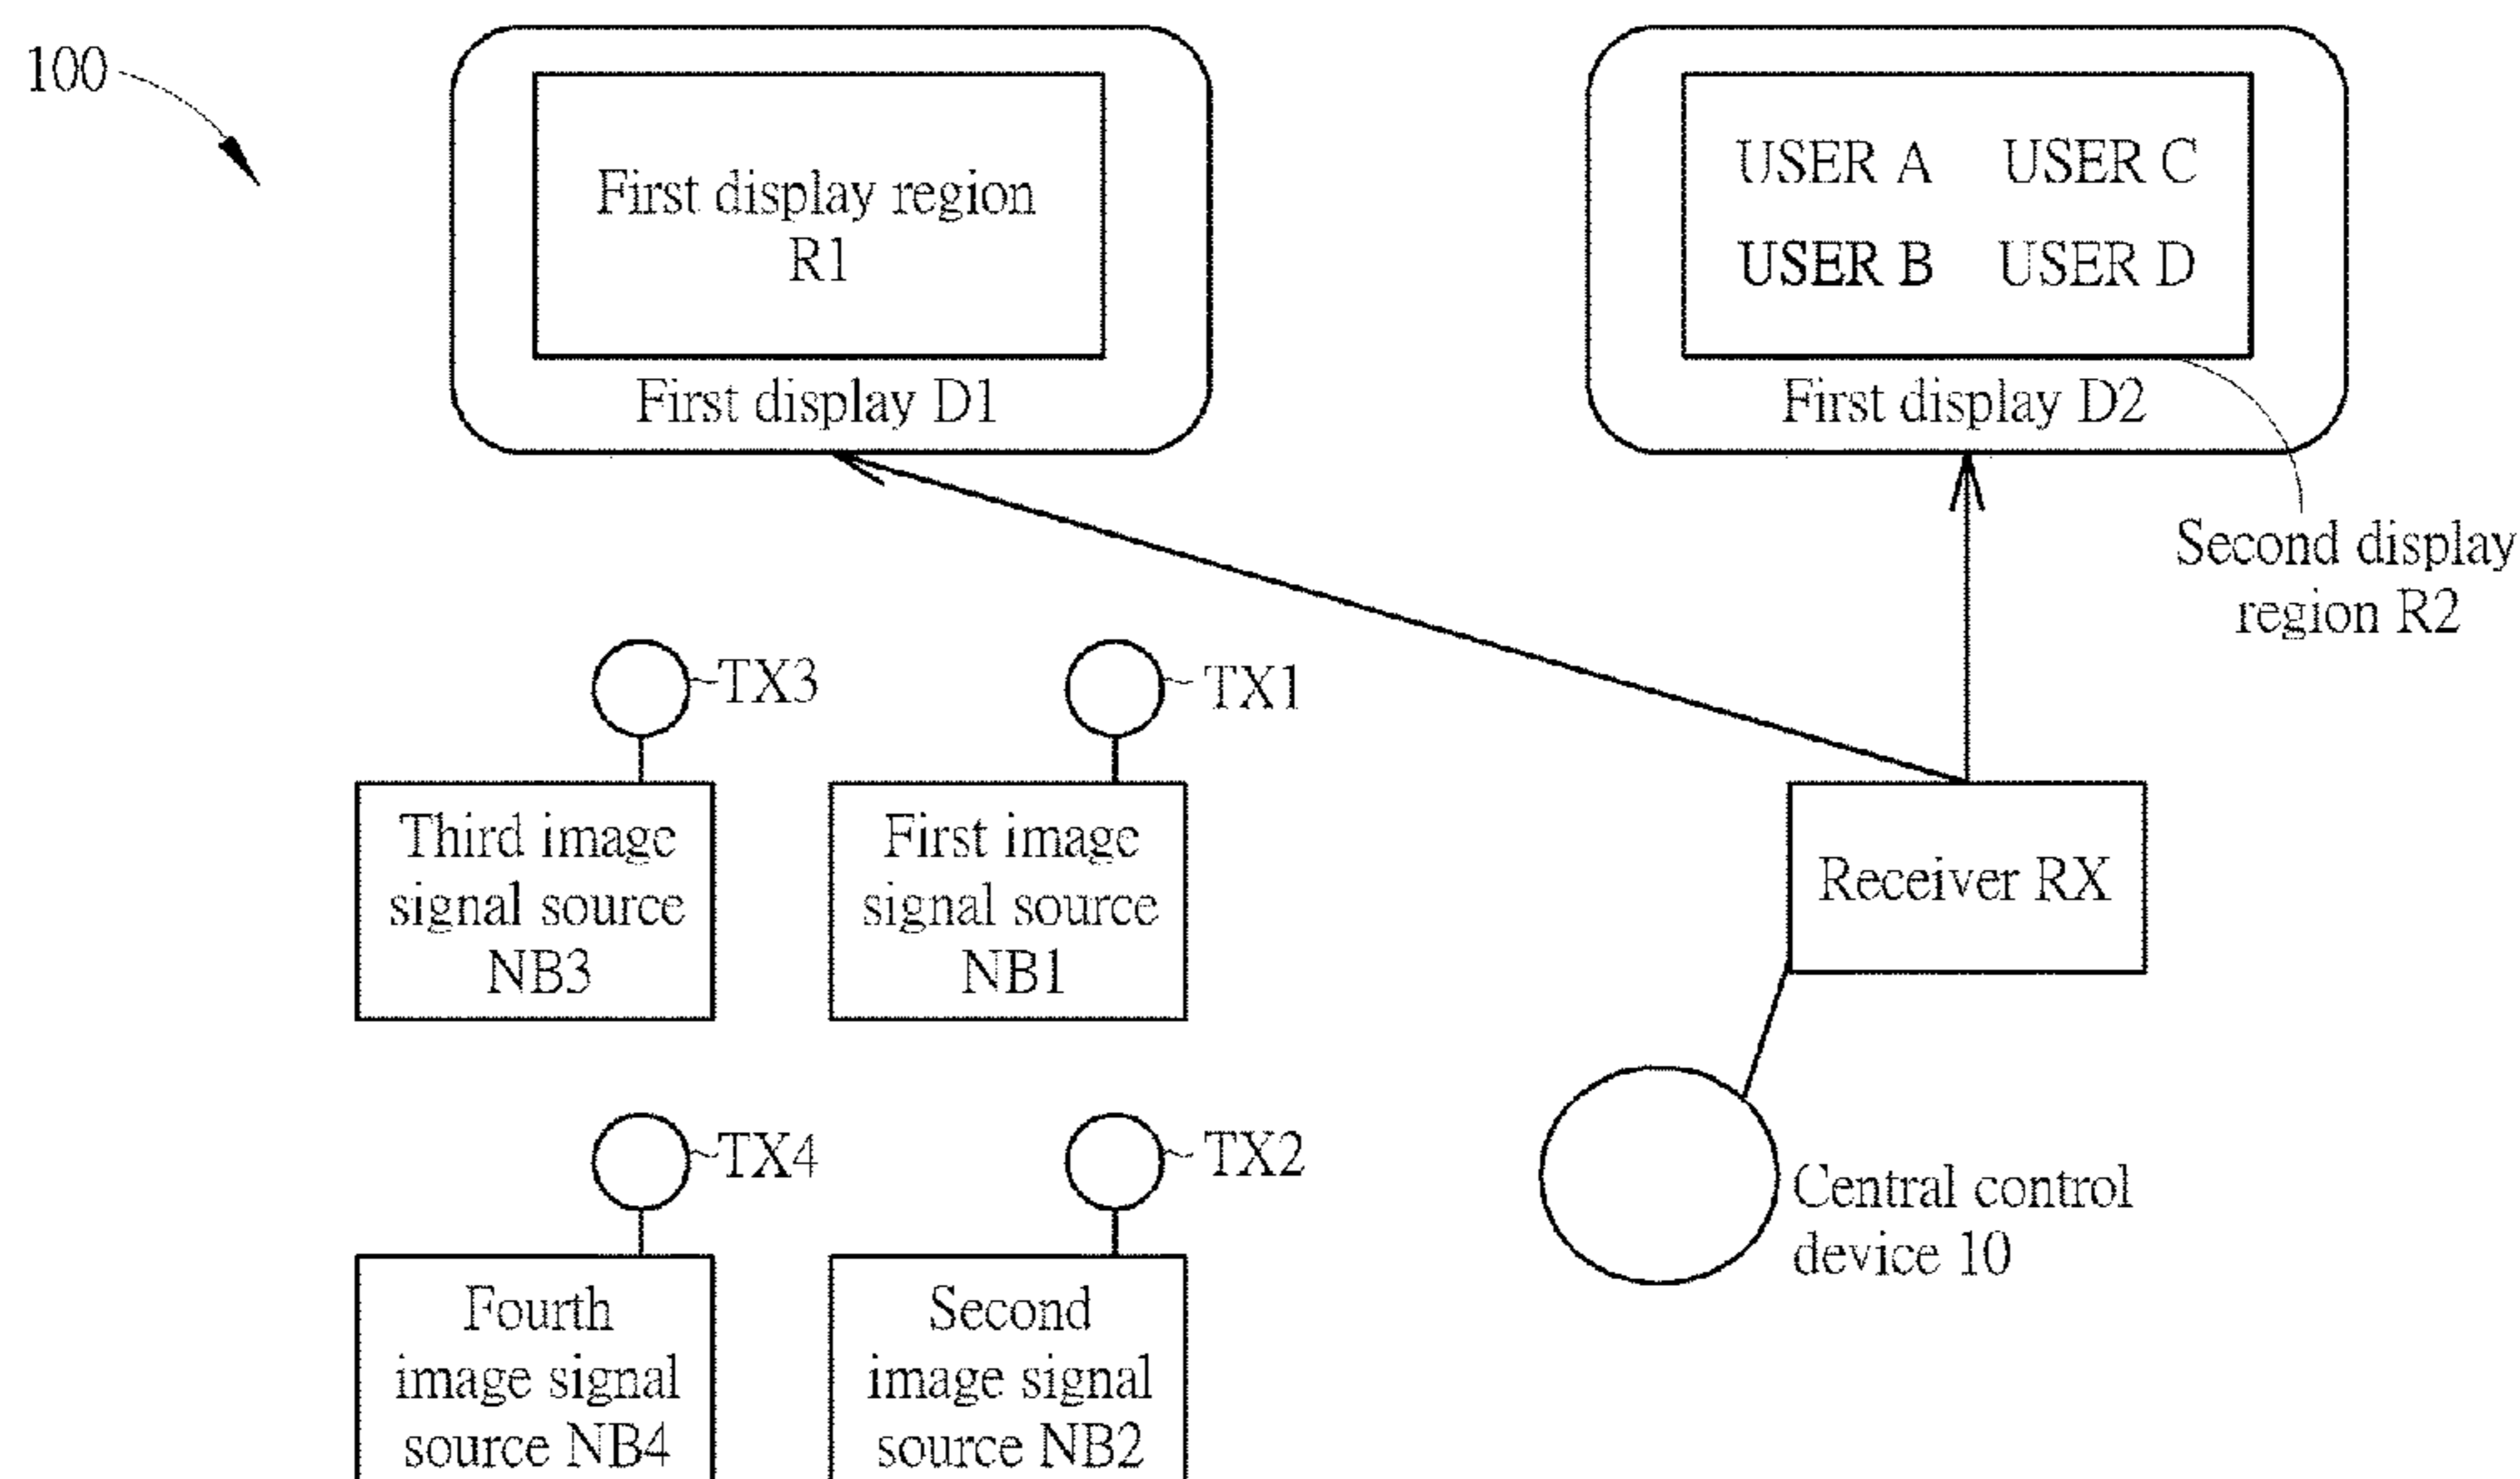 100
First display region
R1
First display D1
USER A USER C
USER B USER D
First display D2
Second display
region R2
TX3
TX1
Third image
signal source
NB3
First image
signal source
NB1
Receiver RX
TX4
TX2
Central control
device 10
Fourth
image signal
source NB4
Second
image signal
source NB2